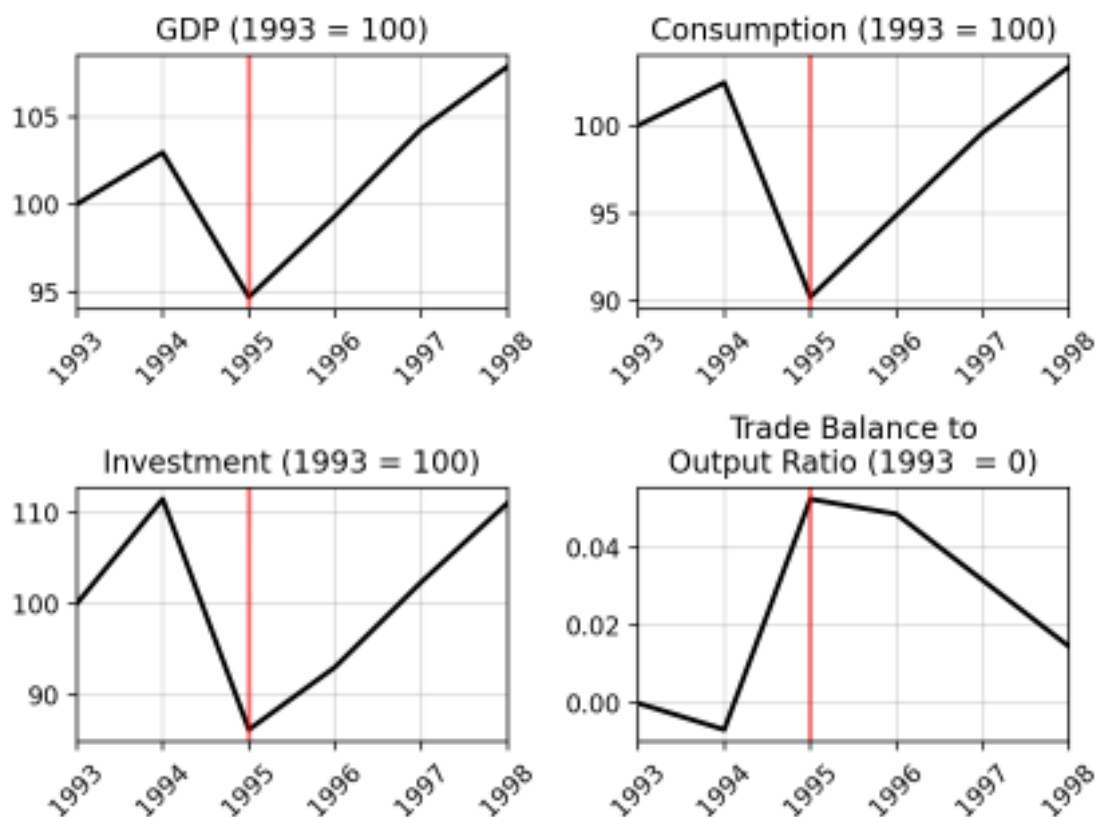 GDP (1993 = 100)
105
100
95
1993 1994 1995 1996 1997 1998
Consumption (1993 = 100)
100
95
90
1993 1994 1995 1996 1997 1998
Investment (1993 = 100)
110
100
90
1993 1994 1995 1996 1997 1998
Trade Balance to
Output Ratio (1993  = 0)
0.04
0.02
0.00
1993 1994 1995 1996 1997 1998